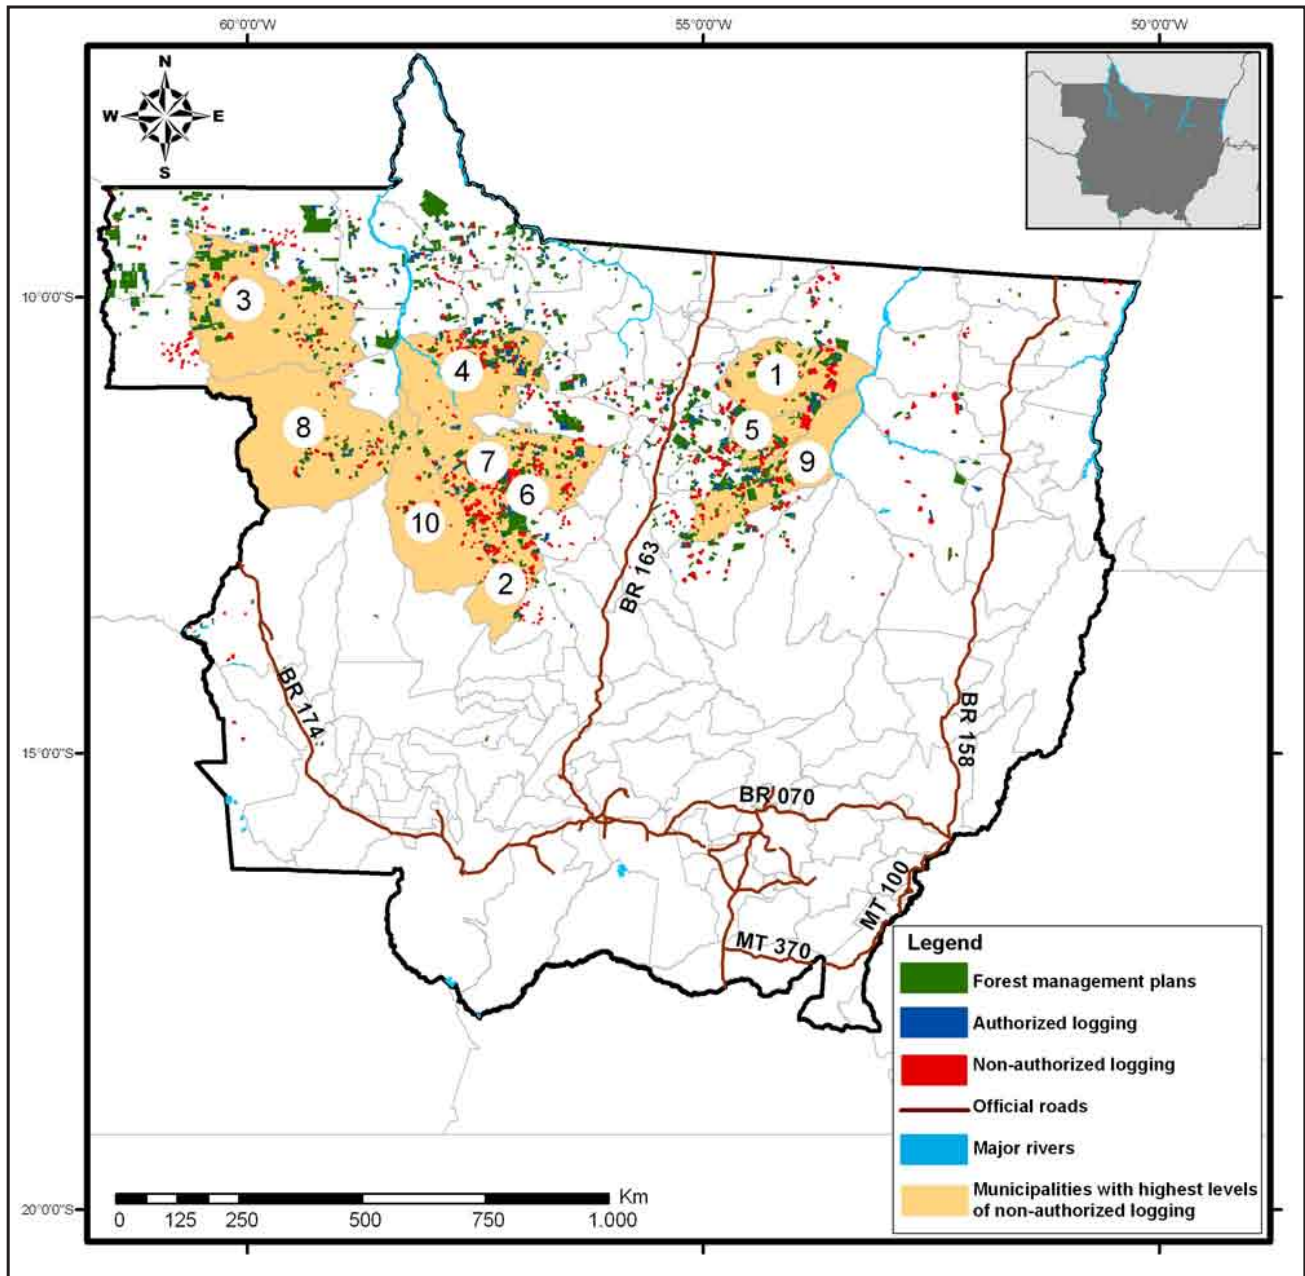 60°0'0"W
55°0'0"W
50°0'0"W
N
W
E
S
10°0'0"S
3
4
1
8
5
7
9
6
10
2
BR 163
BR 174
BR 158
15°0'0"S
BR 070
MT 100
MT 370
Legend
Forest management plans
Authorized logging
Non-authorized logging
Official roads
Major rivers
Municipalities with highest levels
of non-authorized logging
Km
0 125 250 500 750 1.000
20°0'0"S